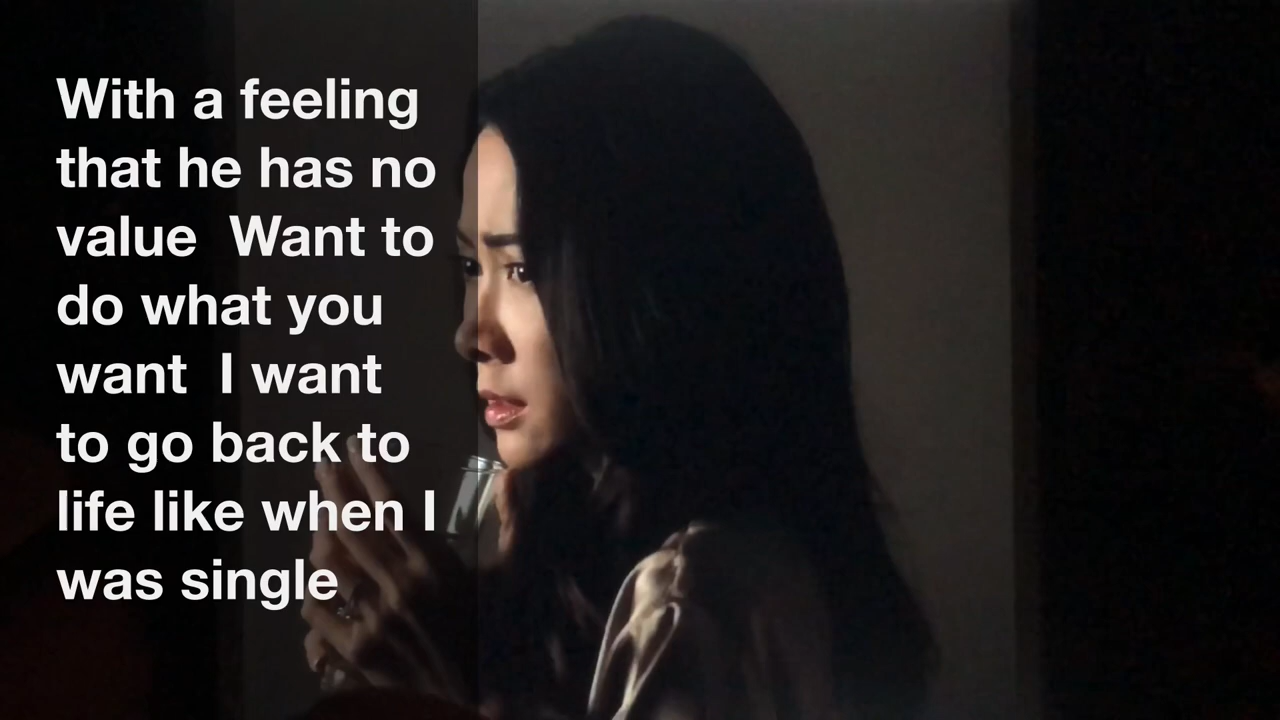 With a feeling
that he has no
value  Want to
do what you
want  I want
to go back to
life like when I
was single